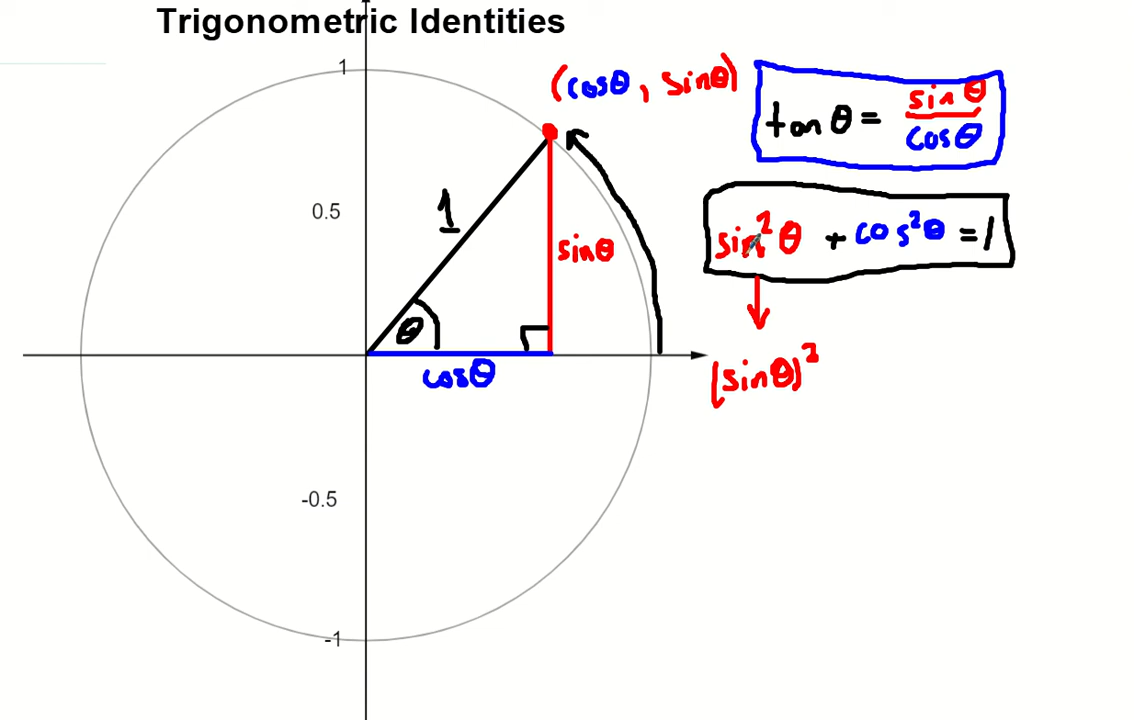 Trigonometric Identities
1
(cosθ, sinθ)
tanθ = sinθ/cosθ
1
0.5
sinθ
sin²θ + cos²θ = 1
θ
cosθ
(sinθ)²
-0.5
-1